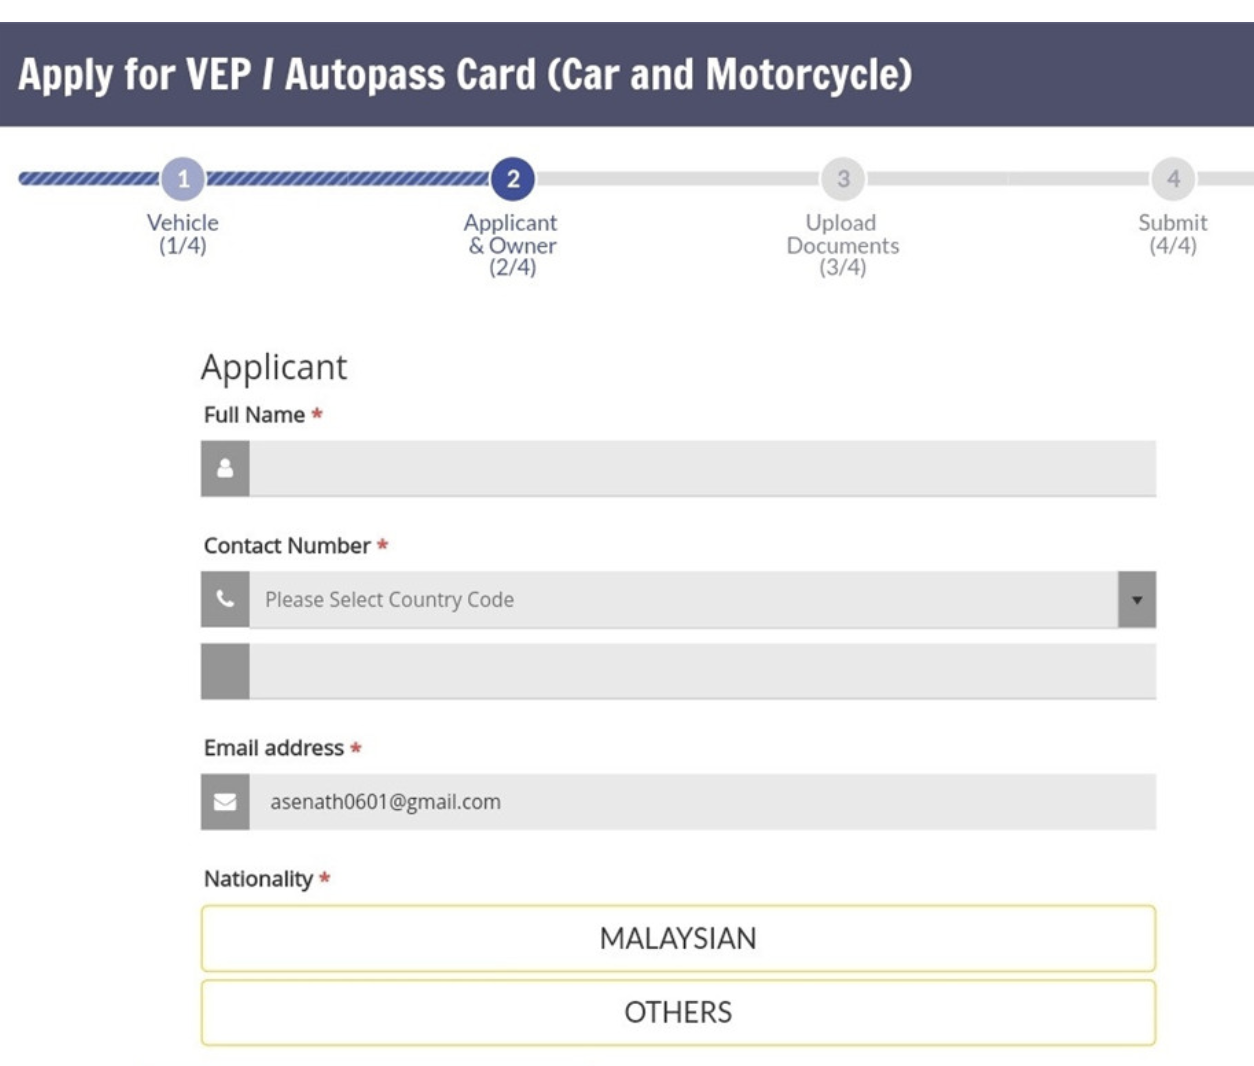 Apply for VEP / Autopass Card (Car and Motorcycle)
1
2
3
4
Vehicle
(1/4)
Applicant
& Owner
(2/4)
Upload
Documents
(3/4)
Submit
(4/4)
Applicant
Full Name *
Contact Number *
Please Select Country Code
Email address *
asenath0601@gmail.com
Nationality *
MALAYSIAN
OTHERS